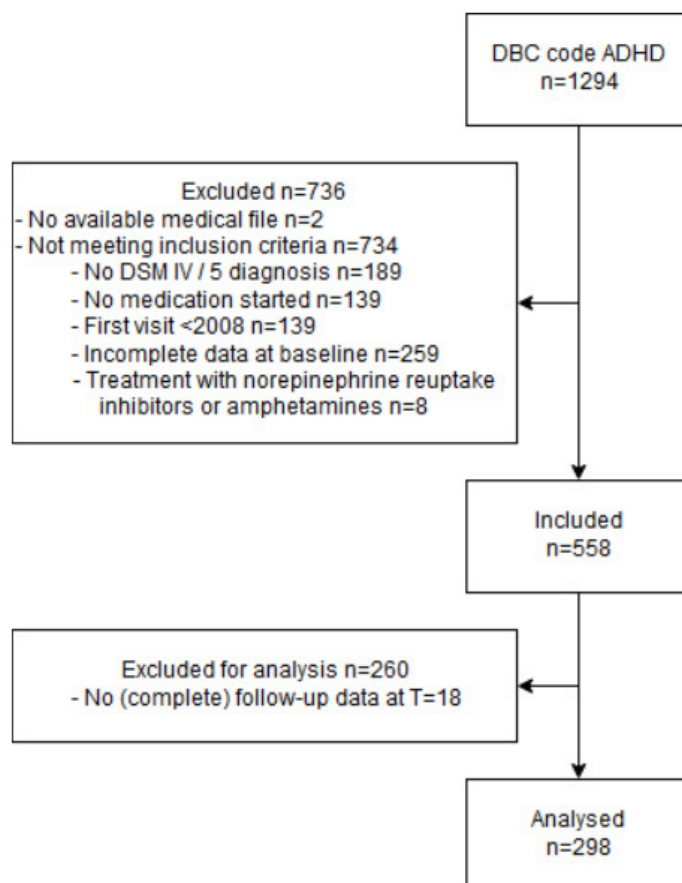 DBC code ADHD
n=1294
Excluded n=736
- No available medical file n=2
- Not meeting inclusion criteria n=734
- No DSM IV / 5 diagnosis n=189
- No medication started n=139
- First visit <2008 n=139
- Incomplete data at baseline n=259
- Treatment with norepinephrine reuptake
inhibitors or amphetamines n=8
Included
n=558
Excluded for analysis n=260
- No (complete) follow-up data at T=18
Analysed
n=298